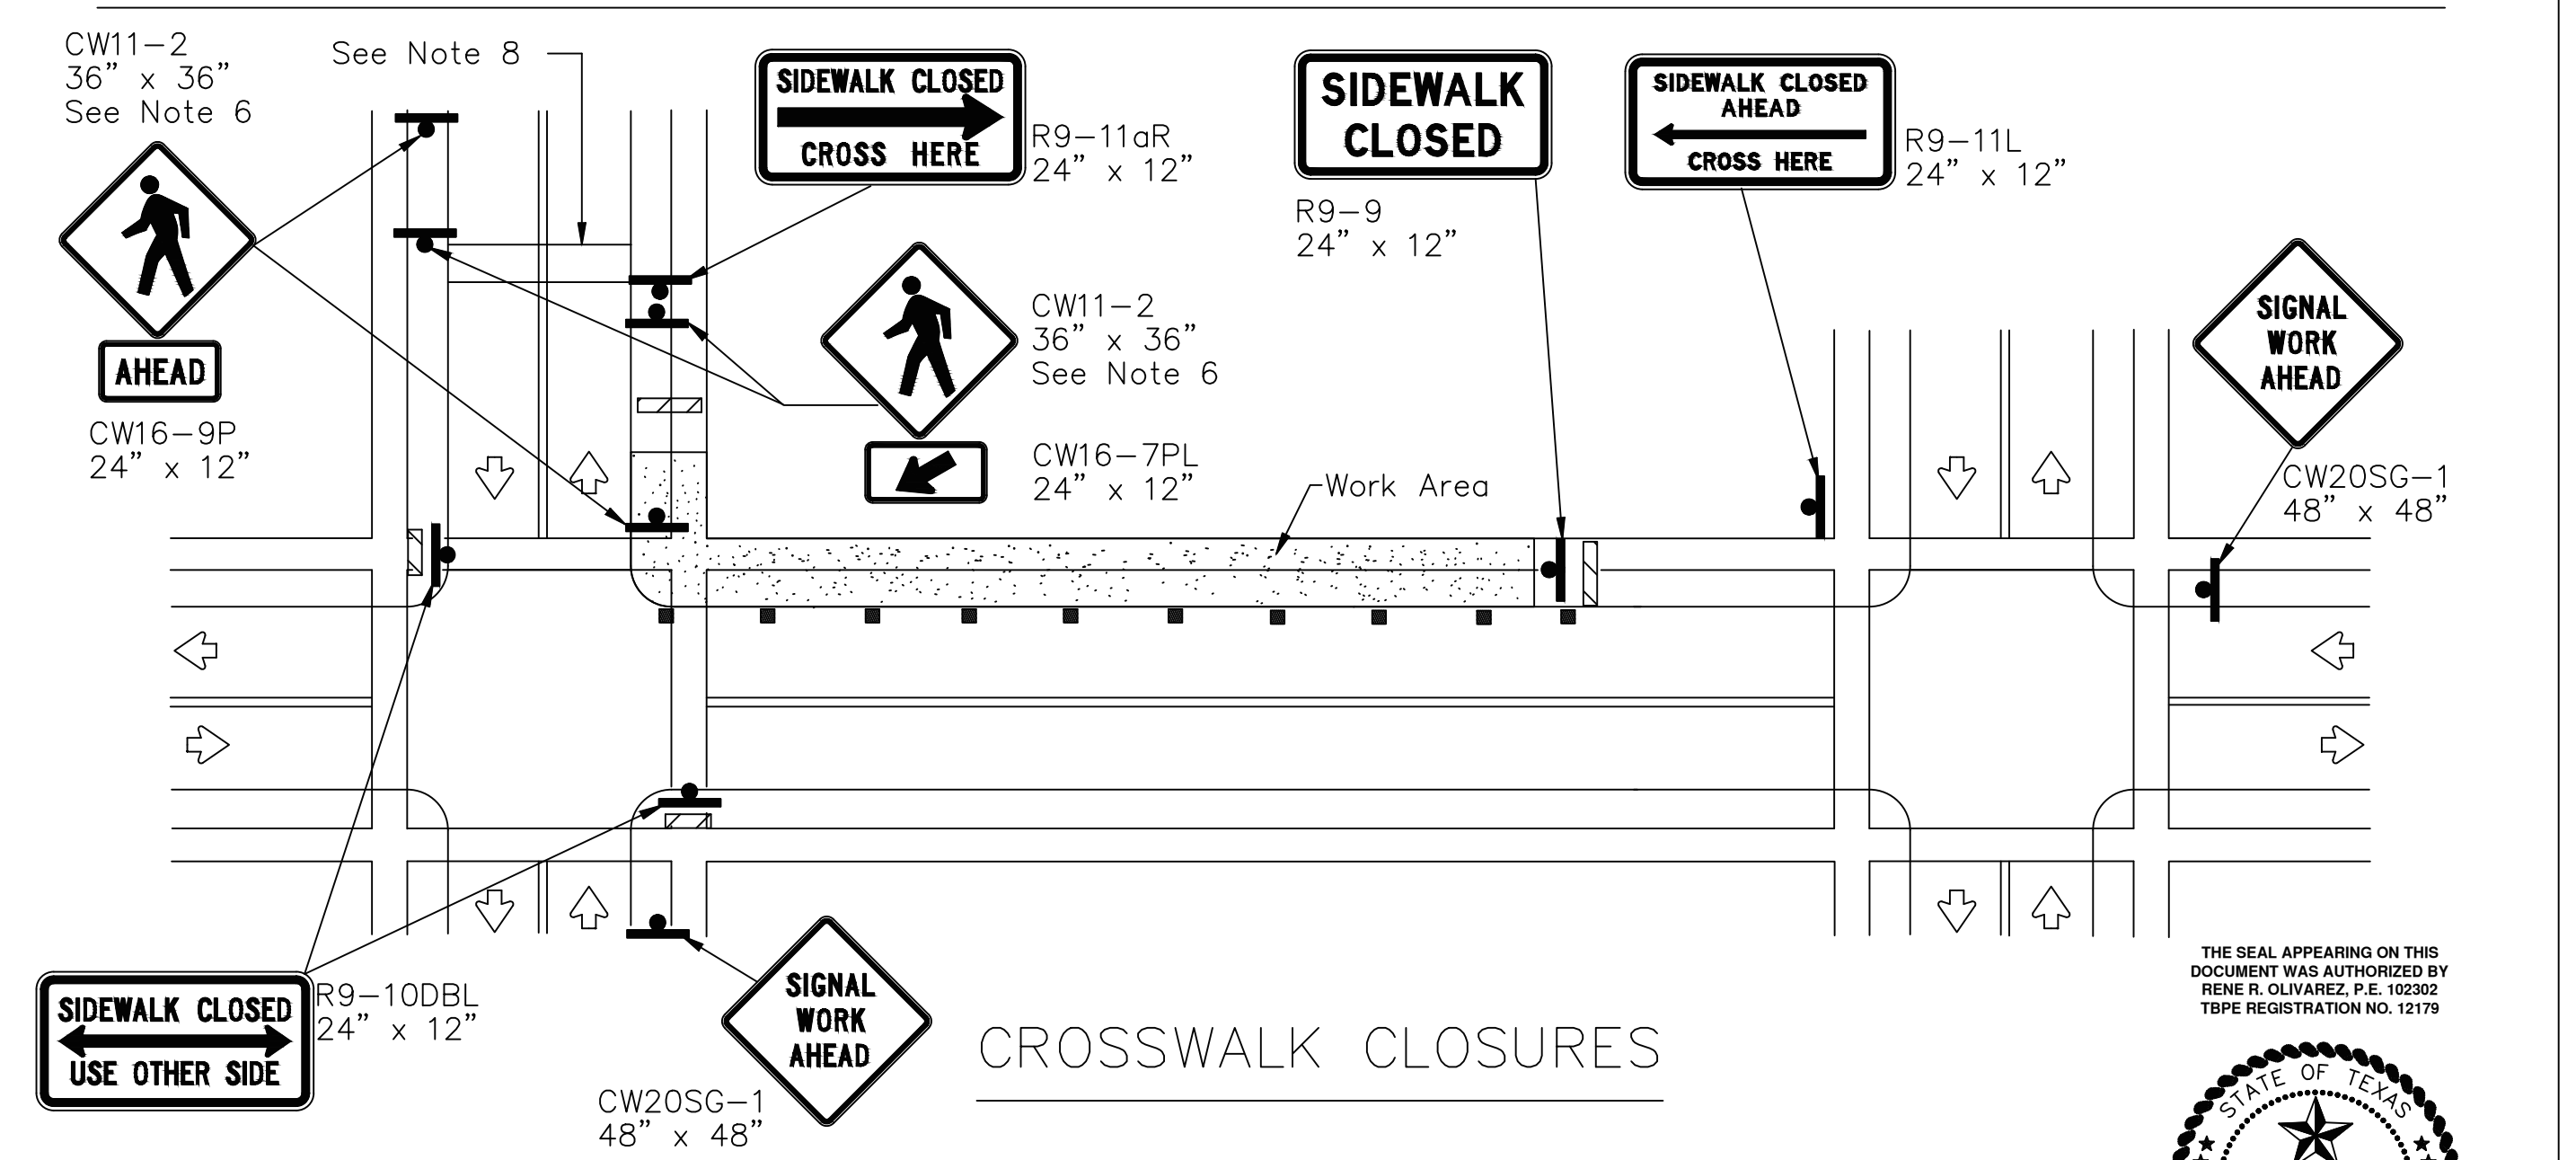 CW11-2
36" x 36"
See Note 6
AHEAD
CW16-9P
24" x 12"
See Note 8
SIDEWALK CLOSED
CROSS HERE
R9-11aR
24" x 12"
CW11-2
36" x 36"
See Note 6
CW16-7PL
24" x 12"
SIDEWALK
CLOSED
R9-9
24" x 12"
SIDEWALK CLOSED
AHEAD
CROSS HERE
R9-11L
24" x 12"
Work Area
SIGNAL
WORK
AHEAD
CW20SG-1
48" x 48"
SIDEWALK CLOSED
USE OTHER SIDE
R9-10DBL
24" x 12"
SIGNAL
WORK
AHEAD
CW20SG-1
48" x 48"
CROSSWALK CLOSURES
THE SEAL APPEARING ON THIS
DOCUMENT WAS AUTHORIZED BY
RENE R. OLIVAREZ, P.E. 102302
TBPE REGISTRATION NO. 12179
STATE OF TEXAS